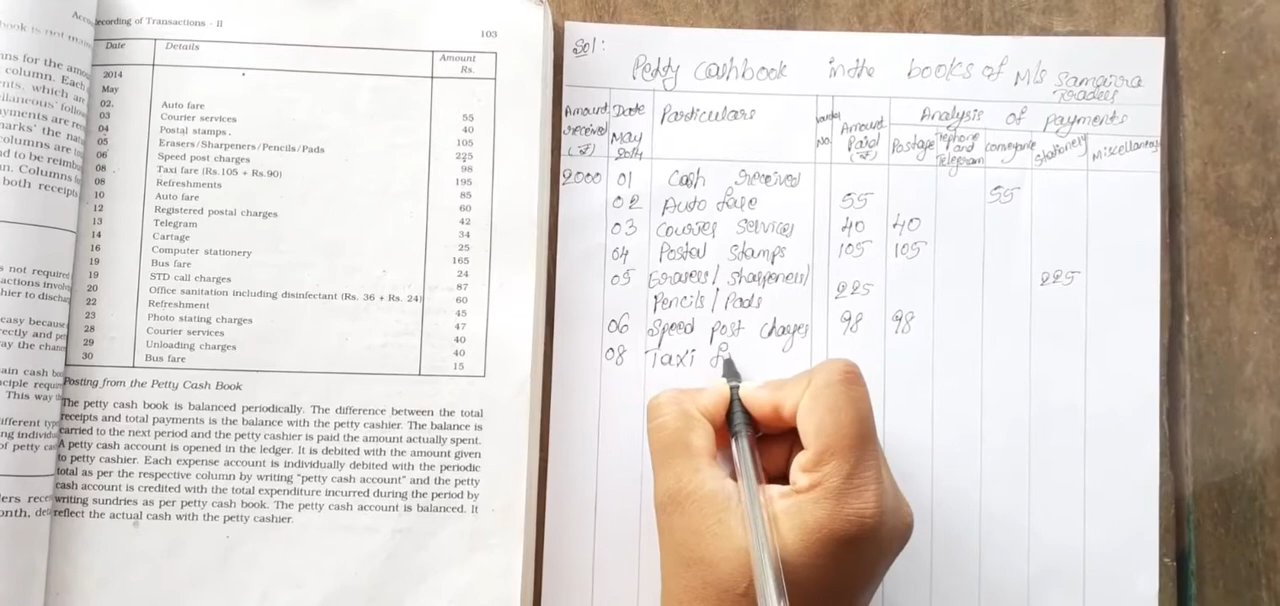 Recording of Transactions - II
103
Date Details Amount
Rs.
2014
May
02. Auto fare 55
03 Courier services 40
04 Postal stamps. 105
05 Erasers/Sharpeners/Pencils/Pads 225
06 Speed post charges 98
08 Taxi fare (Rs.105 + Rs.90) 195
08 Refreshments 85
10 Auto fare 60
12 Registered postal charges 42
13 Telegram 34
14 Cartage 25
16 Computer stationery 165
19 Bus fare 24
19 STD call charges 87
20 Office sanitation including disinfectant (Rs. 36 + Rs. 24) 60
22 Refreshment 45
23 Photo stating charges 47
28 Courier services 40
29 Unloading charges 40
30 Bus fare 15
Posting from the Petty Cash Book
The petty cash book is balanced periodically. The difference between the total
receipts and total payments is the balance with the petty cashier. The balance is
carried to the next period and the petty cashier is paid the amount actually spent.
A petty cash account is opened in the ledger. It is debited with the amount given
to petty cashier. Each expense account is individually debited with the periodic
total as per the respective column by writing "petty cash account" and the petty
cash account is credited with the total expenditure incurred during the period by
writing sundries as per petty cash book. The petty cash account is balanced. It
reflect the actual cash with the petty cashier.
Sol:
Petty cashbook in the books of M/s Samaira
Traders
Amount Date Particulars No. Amount Analysis of payments
received May Paid Postage Telephone conveyance Stationery Miscellaneous
(₹) 2014 (₹) and
Telegram
2000 01 Cash received
02 Auto fare 55 55
03 Courier Services 40 40
04 Postal Stamps 105 105
05 Erasers/Sharpeners/
Pencils/Pads 225 225
06 Speed post charges 98 98
08 Taxi f